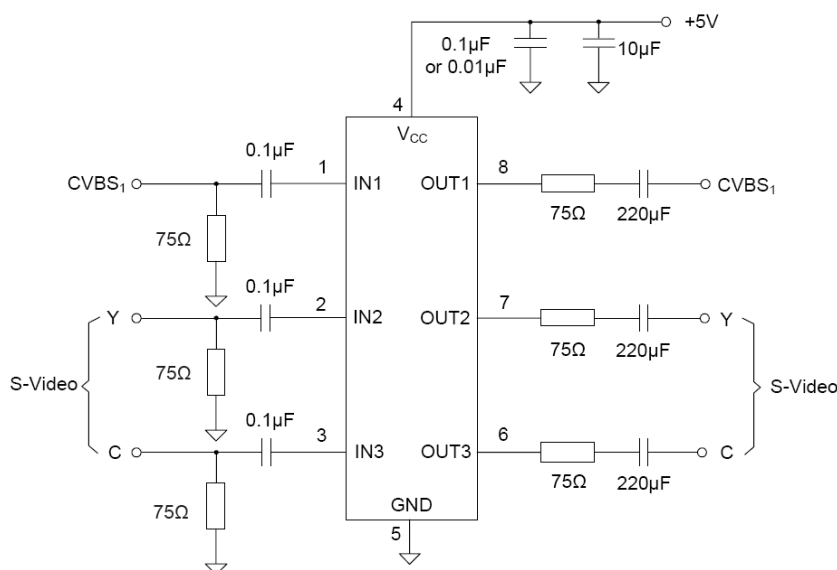 +5V
0.1µF
or 0.01µF
10µF
4
V_CC
0.1µF
1
IN1
OUT1
8
CVBS₁
CVBS₁
75Ω
75Ω
220µF
0.1µF
Y
2
IN2
OUT2
7
Y
75Ω
75Ω
220µF
S-Video
S-Video
0.1µF
C
3
IN3
OUT3
6
C
75Ω
75Ω
220µF
GND
5